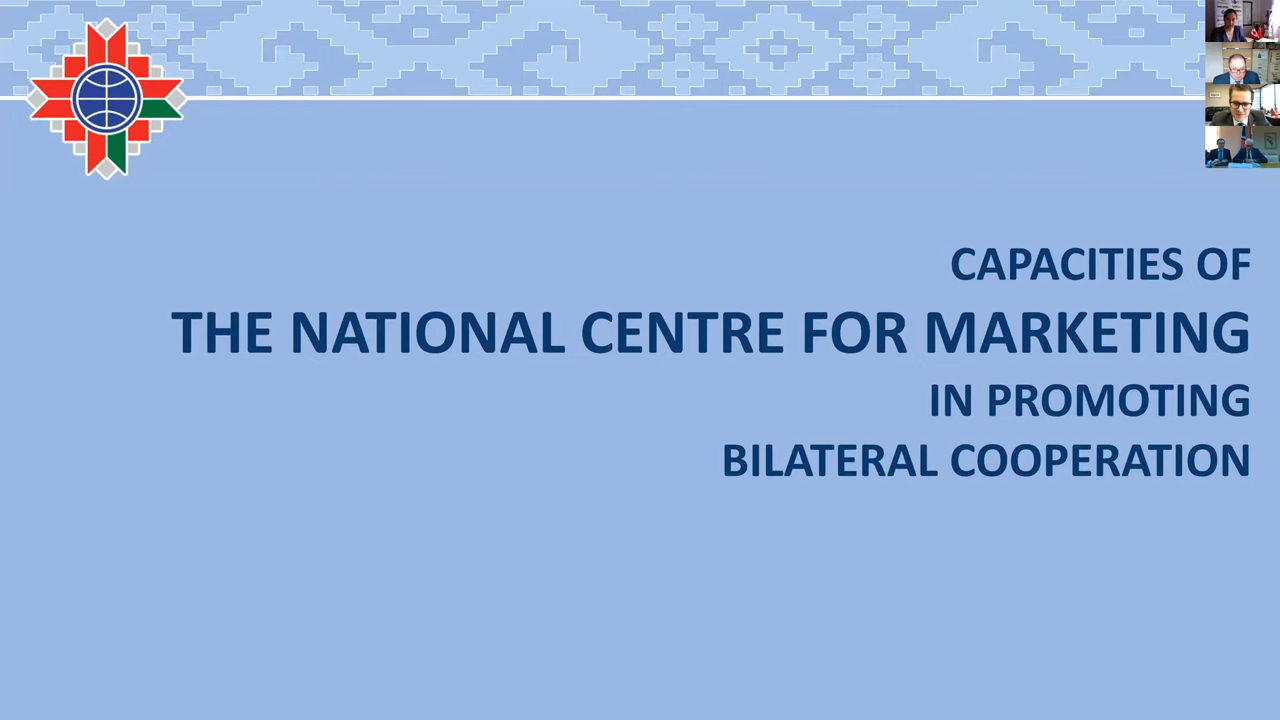 CAPACITIES OF
THE NATIONAL CENTRE FOR MARKETING
IN PROMOTING
BILATERAL COOPERATION